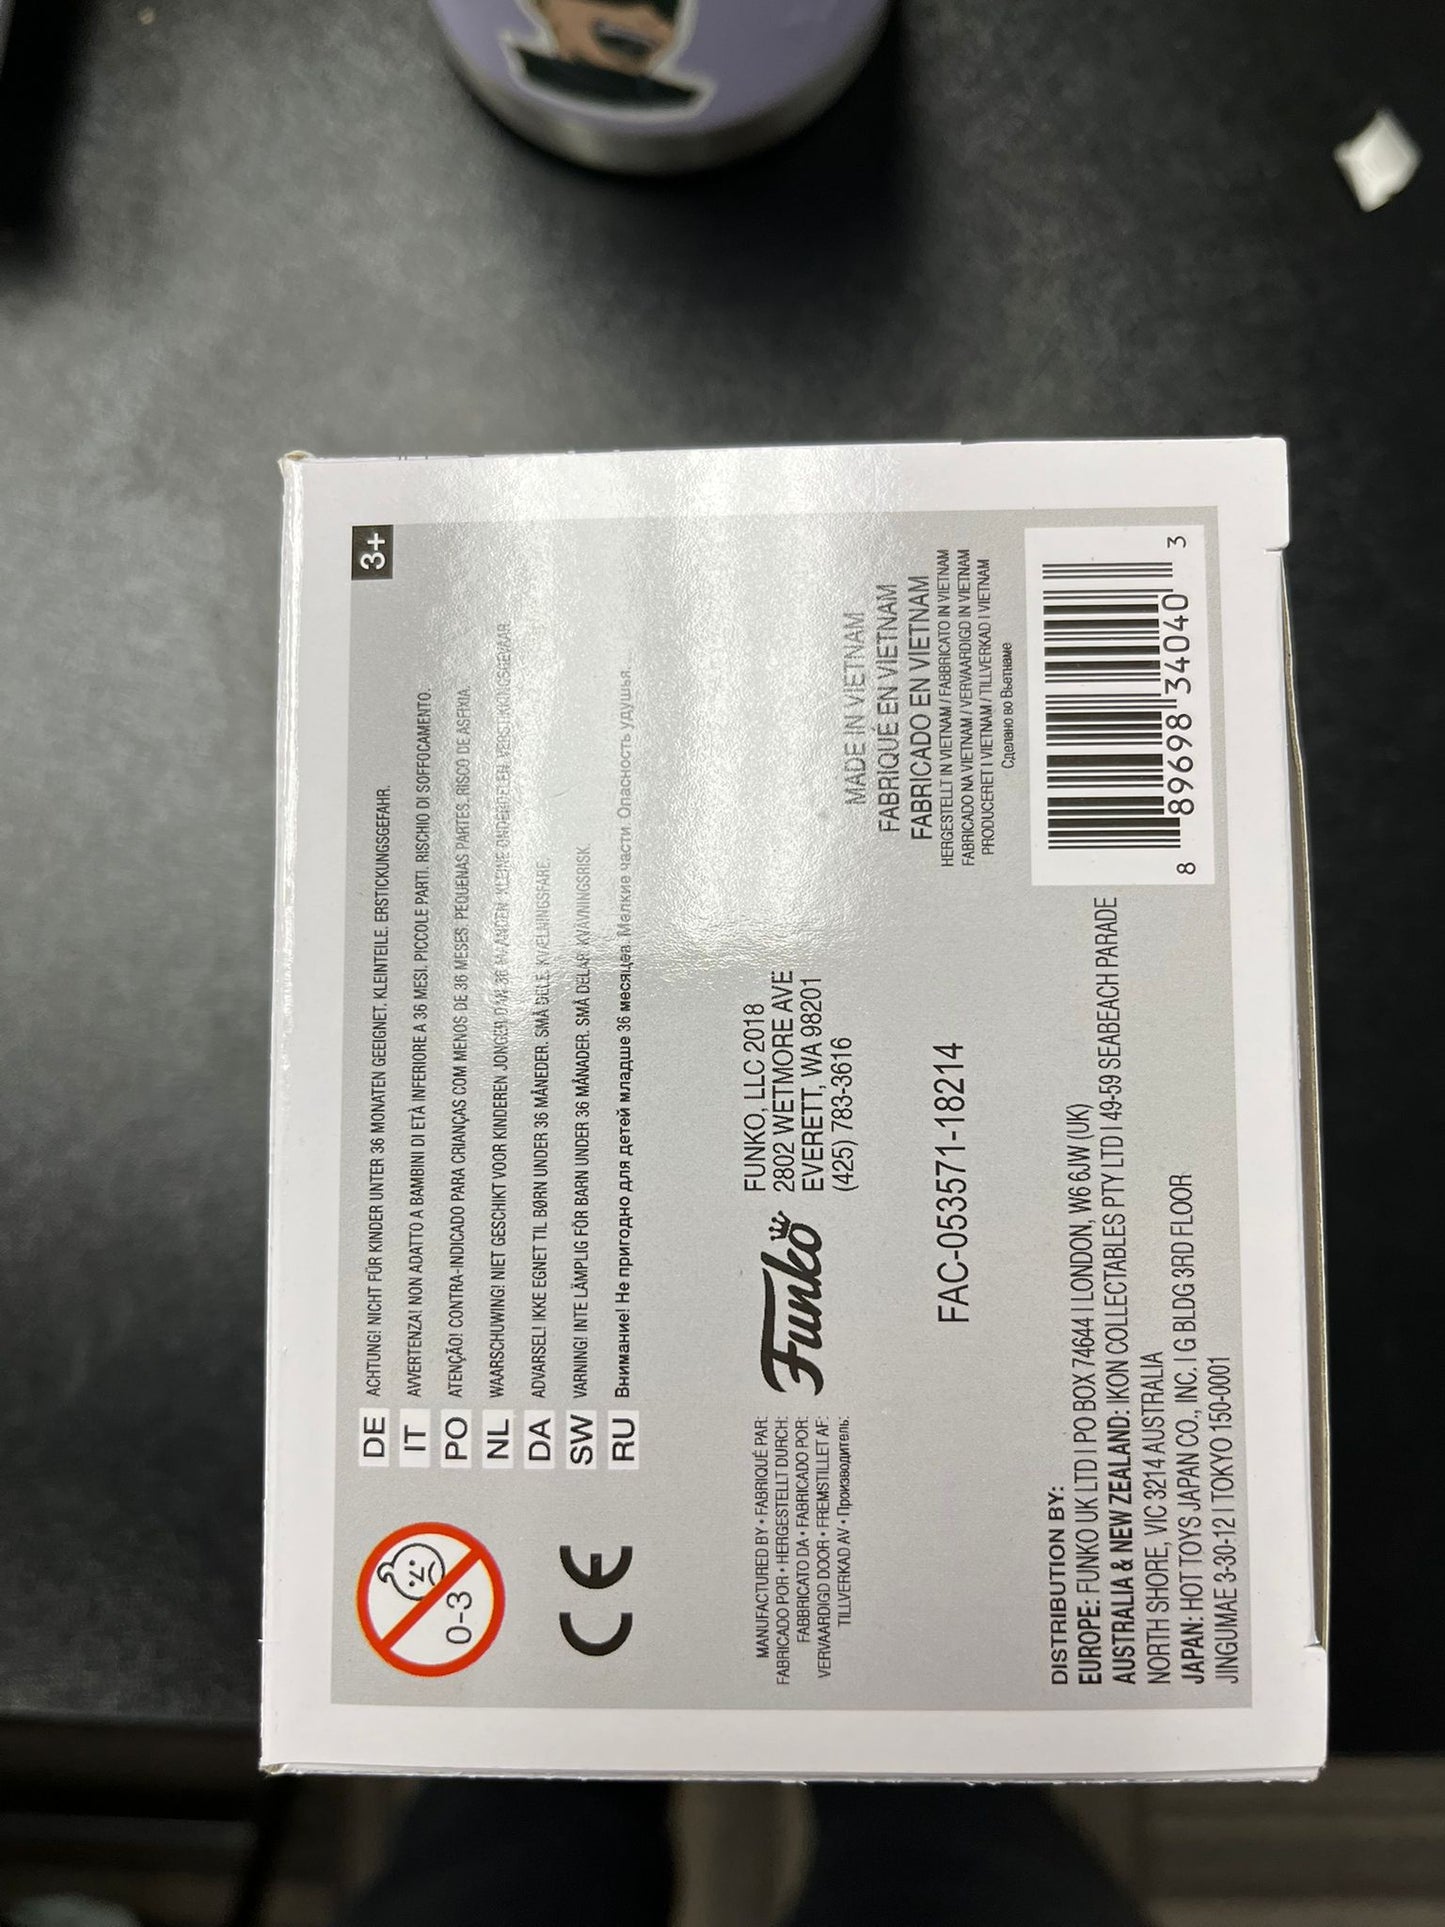 3+
0-3
DE ACHTUNG! NICHT FÜR KINDER UNTER 36 MONATEN GEEIGNET. KLEINTEILE. ERSTICKUNGSGEFAHR.
IT AVVERTENZA! NON ADATTO A BAMBINI DI ETÀ INFERIORE A 36 MESI. PICCOLE PARTI. RISCHIO DI SOFFOCAMENTO.
PO ATENÇÃO! CONTRA-INDICADO PARA CRIANÇAS COM MENOS DE 36 MESES. PEQUENAS PARTES. RISCO DE ASFIXIA.
NL WAARSCHUWING! NIET GESCHIKT VOOR KINDEREN JONGER DAN 36 MAANDEN. KLEINE ONDERDELEN. VERSTIKKINGSGEVAAR.
DA ADVARSEL! IKKE EGNET TIL BØRN UNDER 36 MÅNEDER. SMÅ DELE. KVÆLNINGSFARE.
SW VARNING! INTE LÄMPLIG FÖR BARN UNDER 36 MÅNADER. SMÅ DELAR. KVÄVNINGSRISK.
RU Внимание! Не пригодно для детей младше 36 месяцев. Мелкие части. Опасность удушья.
CE
MANUFACTURED BY • FABRIQUÉ PAR:
FABRICADO POR • HERGESTELLT DURCH:
FABBRICATO DA • FABRICADO POR:
VERVAARDIGD DOOR • FREMSTILLET AF:
TILLVERKAD AV • Производитель:
Funko
FUNKO, LLC 2018
2802 WETMORE AVE
EVERETT, WA 98201
(425) 783-3616
MADE IN VIETNAM
FABRIQUÉ EN VIETNAM
FABRICADO EN VIETNAM
HERGESTELLT IN VIETNAM / FABBRICATO IN VIETNAM
FABRICADO NA VIETNAM / VERVAARDIGD IN VIETNAM
PRODUCERET I VIETNAM / TILLVERKAD I VIETNAM
Сделано во Вьетнаме
FAC-053571-18214
DISTRIBUTION BY:
EUROPE: FUNKO UK LTD I PO BOX 74644 I LONDON, W6 6JW (UK)
AUSTRALIA & NEW ZEALAND: IKON COLLECTABLES PTY LTD I 49-59 SEABEACH PARADE
NORTH SHORE, VIC 3214 AUSTRALIA
JAPAN: HOT TOYS JAPAN CO., INC. I G BLDG 3RD FLOOR
JINGUMAE 3-30-12 I TOKYO 150-0001
8 89698 34040 3